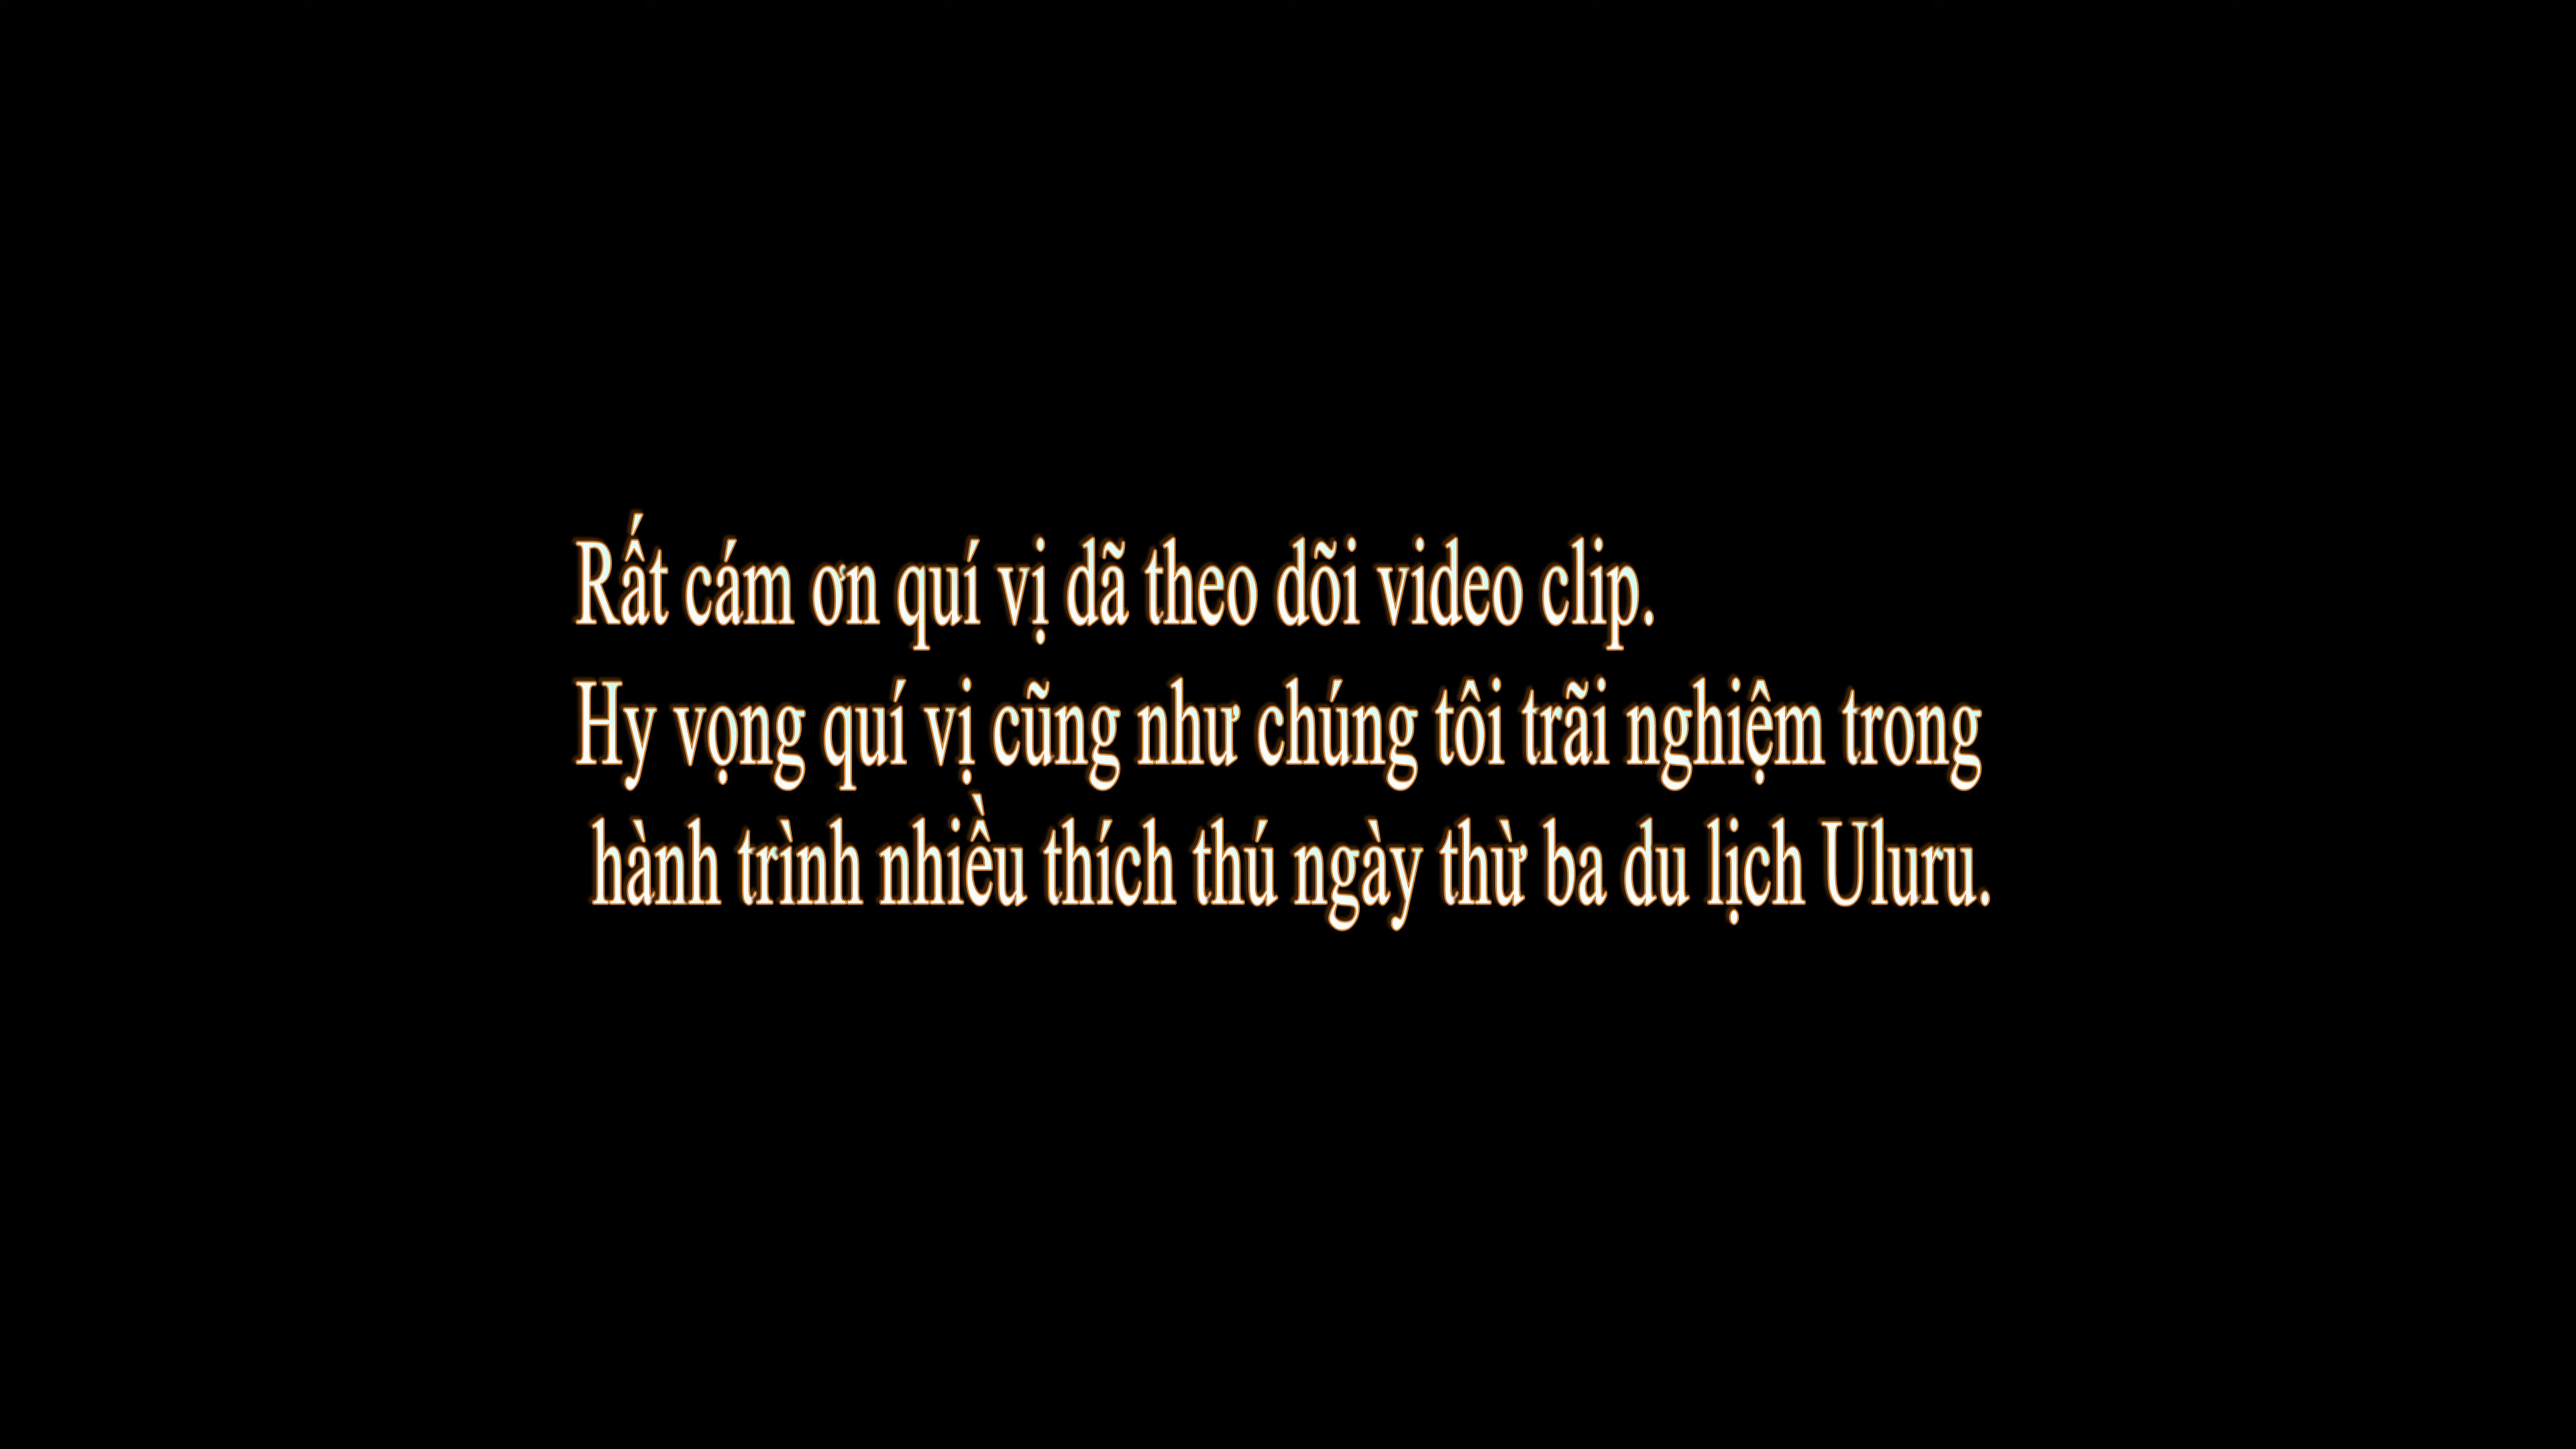 Rất cám ơn quí vị dã theo dõi video clip.
Hy vọng quí vị cũng như chúng tôi trãi nghiệm trong
hành trình nhiều thích thú ngày thừ ba du lịch Uluru.